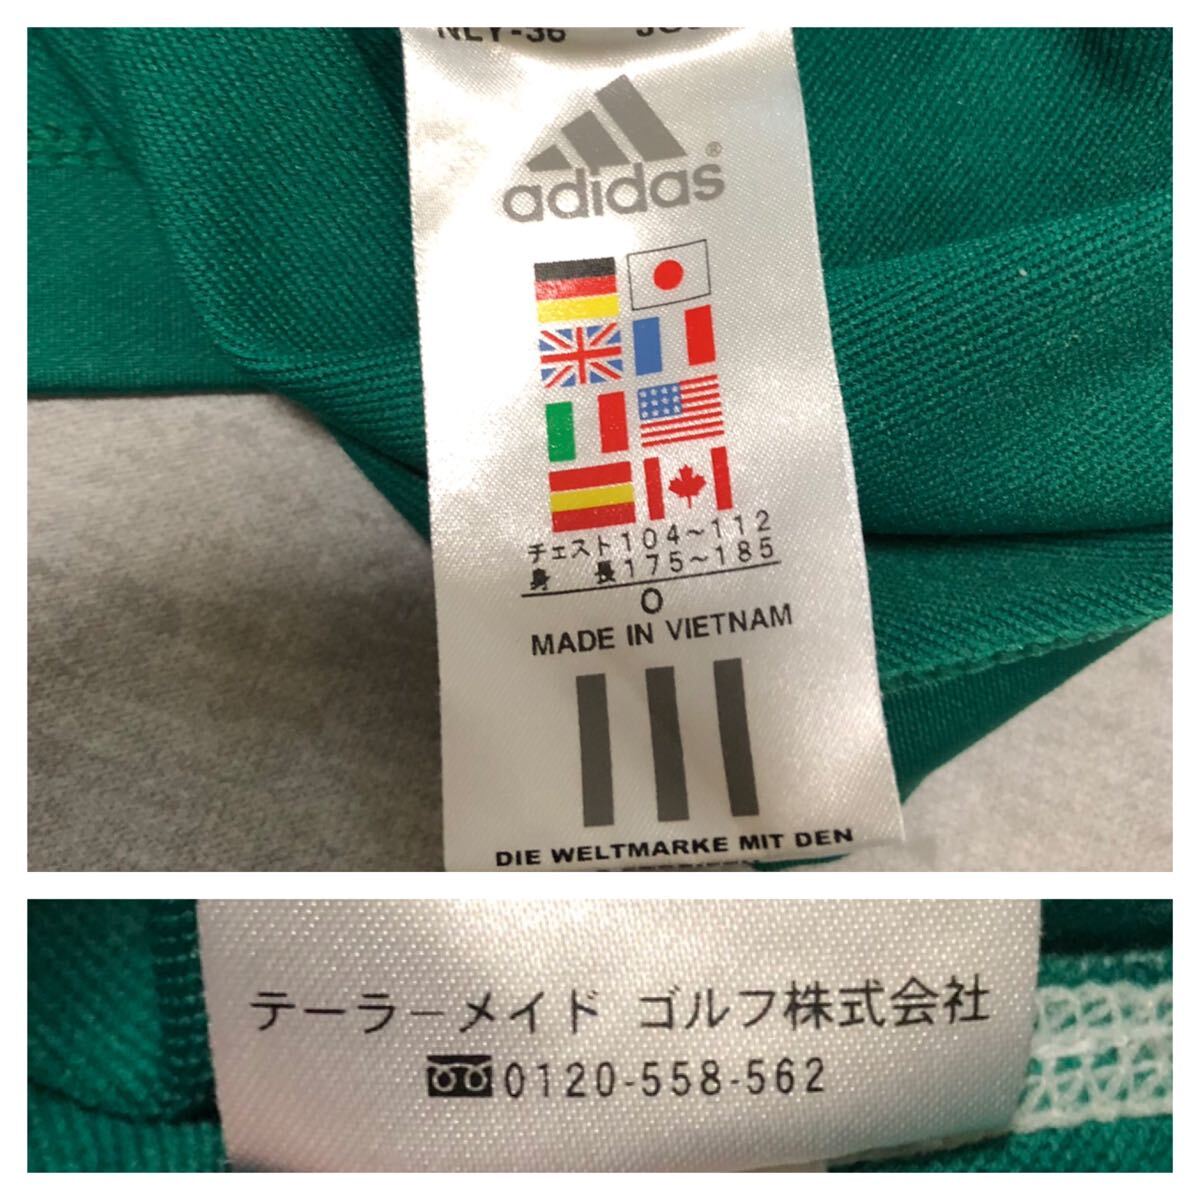 adidas®
チェスト104〜112
身 長175〜185
O
MADE IN VIETNAM
DIE WELTMARKE MIT DEN
テーラーメイド ゴルフ株式会社
0120-558-562